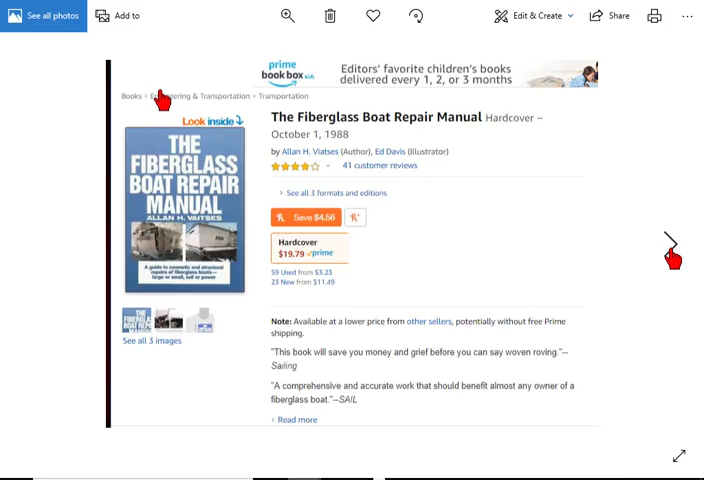 See all photos
Add to
Edit & Create
Share
prime
book box kids
Editors' favorite children's books
delivered every 1, 2, or 3 months
Books › Engineering & Transportation › Transportation
Look inside
THE
FIBERGLASS
BOAT REPAIR
MANUAL
ALLAN H. VAITSES
A guide to cosmetic and structural
repairs of fiberglass boats—
large or small, sail or power
The Fiberglass Boat Repair Manual Hardcover –
October 1, 1988
by Allan H. Viatses (Author), Ed Davis (Illustrator)
41 customer reviews
› See all 3 formats and editions
Save $4.56
Hardcover
$19.79 prime
59 Used from $3.23
23 New from $11.49
See all 3 images
Note: Available at a lower price from other sellers, potentially without free Prime
shipping.
"This book will save you money and grief before you can say woven roving."--
Sailing
"A comprehensive and accurate work that should benefit almost any owner of a
fiberglass boat."--SAIL
‹ Read more